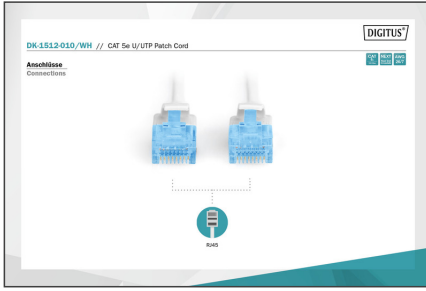 DIGITUS®
DK-1512-010/WH // CAT 5e U/UTP Patch Cord
Anschlüsse
Connections
RJ45